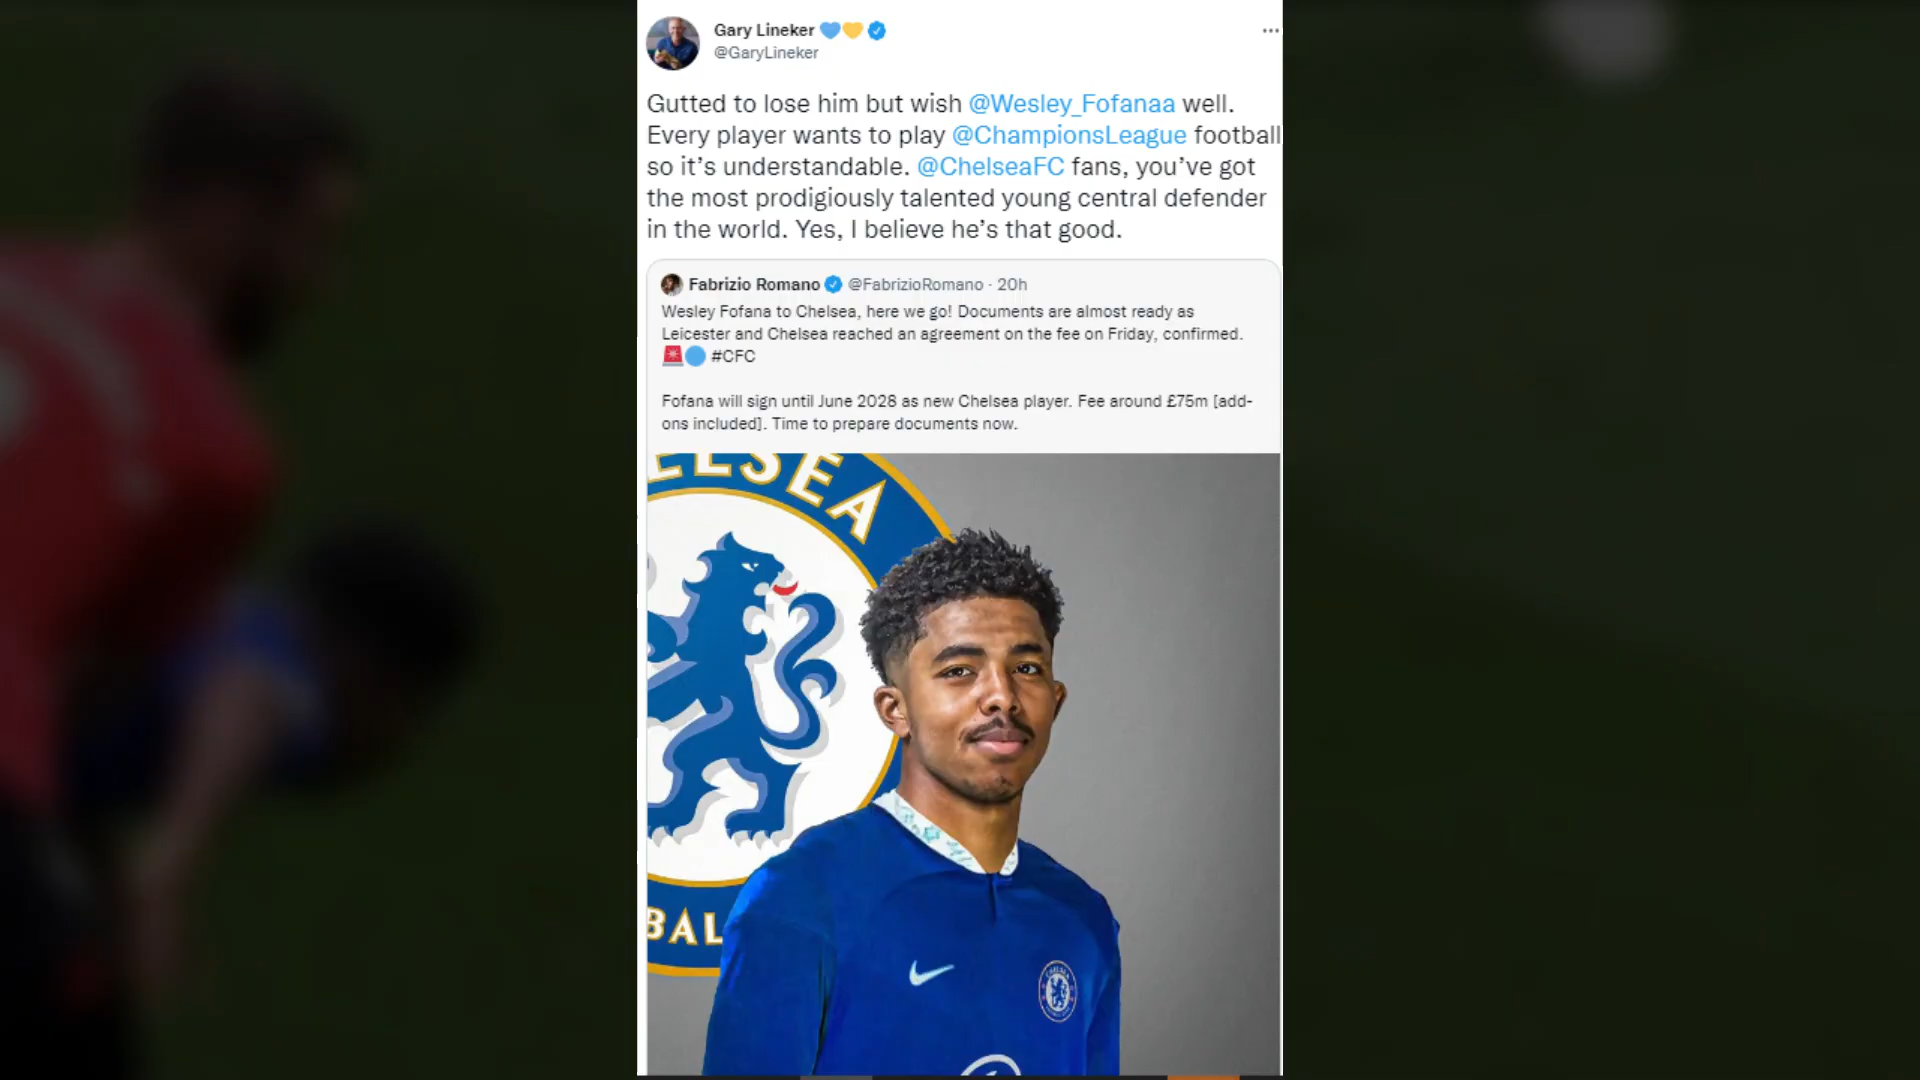 Gary Lineker 💙💛
@GaryLineker
Gutted to lose him but wish @Wesley_Fofanaa well.
Every player wants to play @ChampionsLeague football
so it’s understandable. @ChelseaFC fans, you’ve got
the most prodigiously talented young central defender
in the world. Yes, I believe he’s that good.
Fabrizio Romano @FabrizioRomano · 20h
Wesley Fofana to Chelsea, here we go! Documents are almost ready as
Leicester and Chelsea reached an agreement on the fee on Friday, confirmed.
🚨🔵 #CFC
Fofana will sign until June 2028 as new Chelsea player. Fee around £75m [add-
ons included]. Time to prepare documents now.
ELSEA
BAL